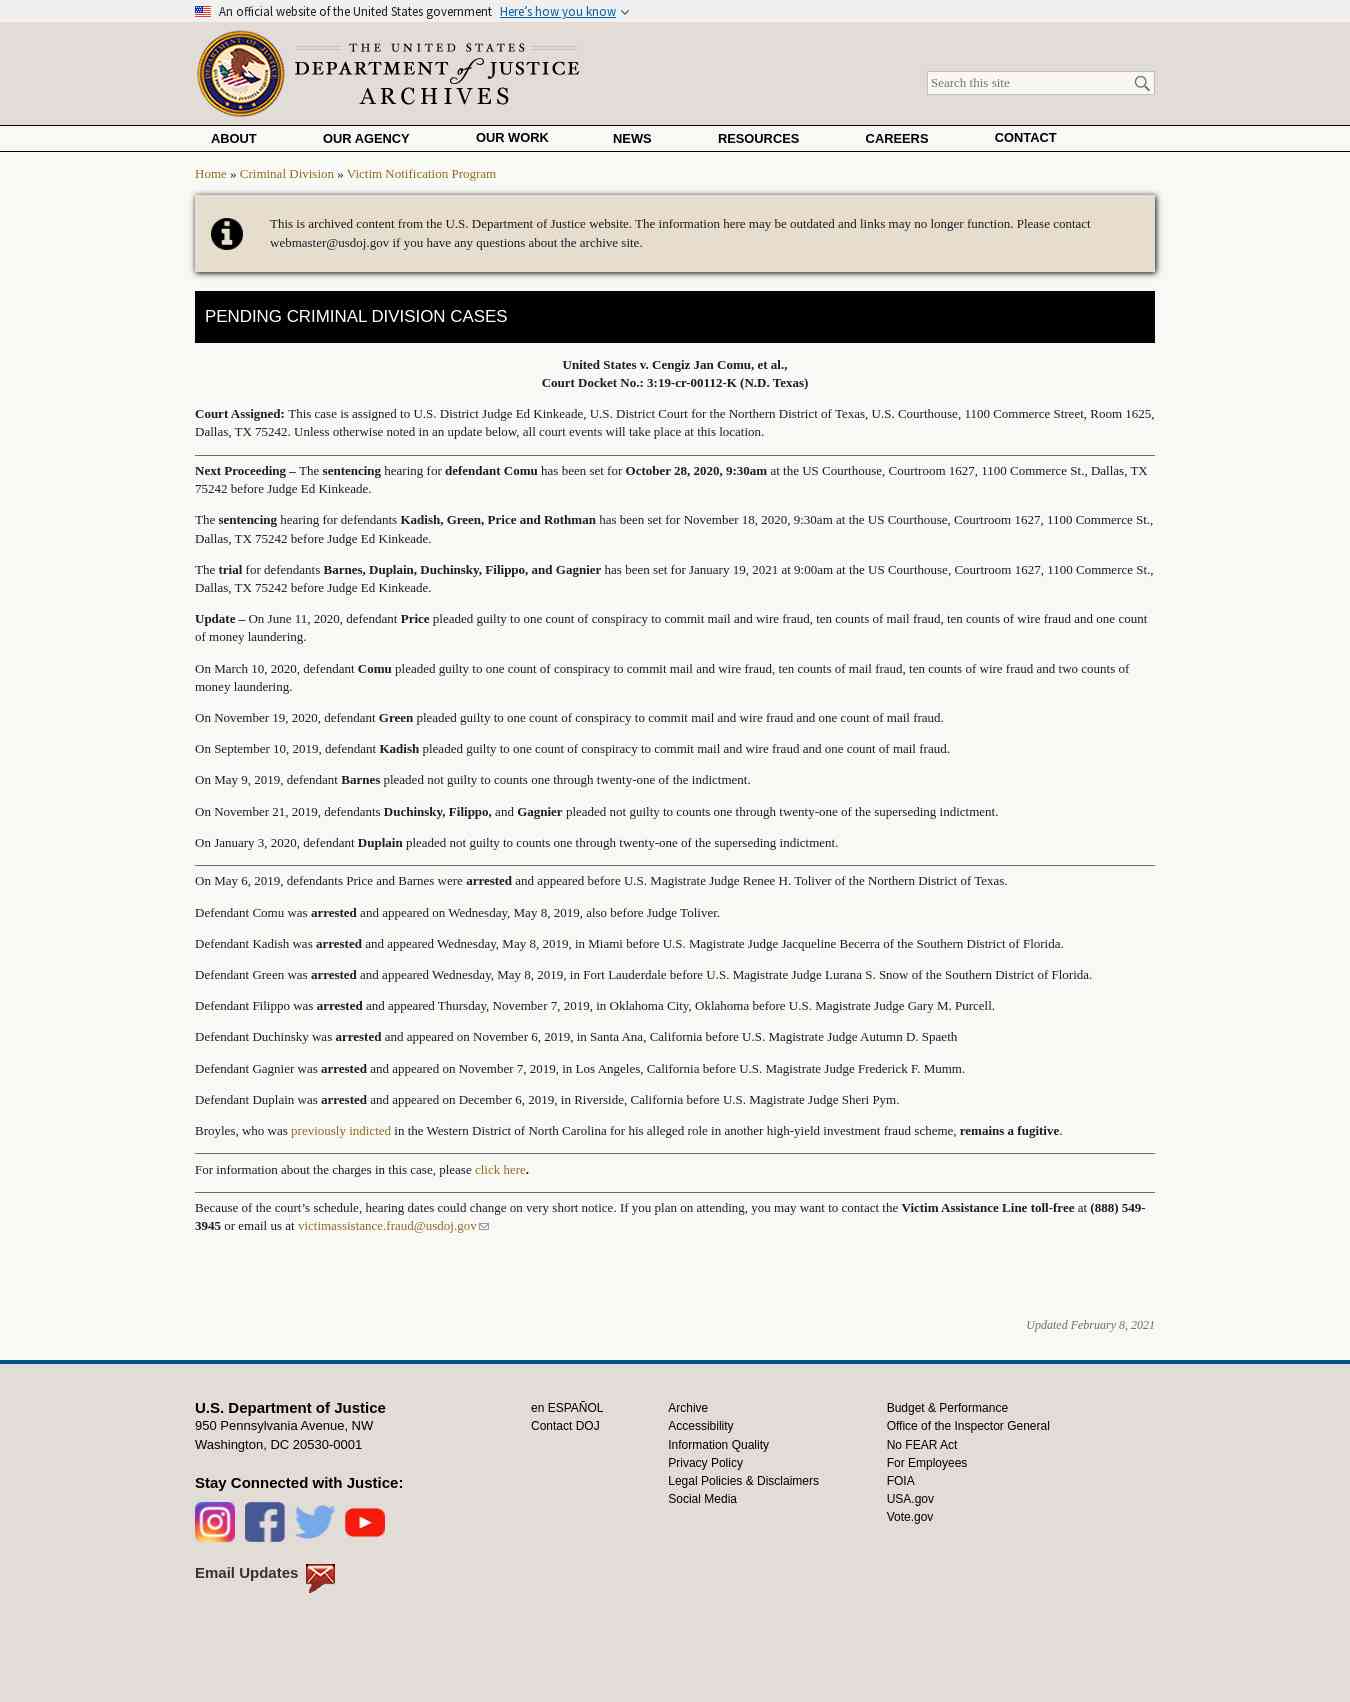 An official website of the United States government Here's how you know
THE UNITED STATES
DEPARTMENT of JUSTICE
ARCHIVES
Search this site
ABOUT OUR AGENCY OUR WORK NEWS RESOURCES CAREERS CONTACT
Home » Criminal Division » Victim Notification Program
This is archived content from the U.S. Department of Justice website. The information here may be outdated and links may no longer function. Please contact
webmaster@usdoj.gov if you have any questions about the archive site.
PENDING CRIMINAL DIVISION CASES
United States v. Cengiz Jan Comu, et al.,
Court Docket No.: 3:19-cr-00112-K (N.D. Texas)
Court Assigned: This case is assigned to U.S. District Judge Ed Kinkeade, U.S. District Court for the Northern District of Texas, U.S. Courthouse, 1100 Commerce Street, Room 1625,
Dallas, TX 75242. Unless otherwise noted in an update below, all court events will take place at this location.
Next Proceeding – The sentencing hearing for defendant Comu has been set for October 28, 2020, 9:30am at the US Courthouse, Courtroom 1627, 1100 Commerce St., Dallas, TX
75242 before Judge Ed Kinkeade.
The sentencing hearing for defendants Kadish, Green, Price and Rothman has been set for November 18, 2020, 9:30am at the US Courthouse, Courtroom 1627, 1100 Commerce St.,
Dallas, TX 75242 before Judge Ed Kinkeade.
The trial for defendants Barnes, Duplain, Duchinsky, Filippo, and Gagnier has been set for January 19, 2021 at 9:00am at the US Courthouse, Courtroom 1627, 1100 Commerce St.,
Dallas, TX 75242 before Judge Ed Kinkeade.
Update – On June 11, 2020, defendant Price pleaded guilty to one count of conspiracy to commit mail and wire fraud, ten counts of mail fraud, ten counts of wire fraud and one count
of money laundering.
On March 10, 2020, defendant Comu pleaded guilty to one count of conspiracy to commit mail and wire fraud, ten counts of mail fraud, ten counts of wire fraud and two counts of
money laundering.
On November 19, 2020, defendant Green pleaded guilty to one count of conspiracy to commit mail and wire fraud and one count of mail fraud.
On September 10, 2019, defendant Kadish pleaded guilty to one count of conspiracy to commit mail and wire fraud and one count of mail fraud.
On May 9, 2019, defendant Barnes pleaded not guilty to counts one through twenty-one of the indictment.
On November 21, 2019, defendants Duchinsky, Filippo, and Gagnier pleaded not guilty to counts one through twenty-one of the superseding indictment.
On January 3, 2020, defendant Duplain pleaded not guilty to counts one through twenty-one of the superseding indictment.
On May 6, 2019, defendants Price and Barnes were arrested and appeared before U.S. Magistrate Judge Renee H. Toliver of the Northern District of Texas.
Defendant Comu was arrested and appeared on Wednesday, May 8, 2019, also before Judge Toliver.
Defendant Kadish was arrested and appeared Wednesday, May 8, 2019, in Miami before U.S. Magistrate Judge Jacqueline Becerra of the Southern District of Florida.
Defendant Green was arrested and appeared Wednesday, May 8, 2019, in Fort Lauderdale before U.S. Magistrate Judge Lurana S. Snow of the Southern District of Florida.
Defendant Filippo was arrested and appeared Thursday, November 7, 2019, in Oklahoma City, Oklahoma before U.S. Magistrate Judge Gary M. Purcell.
Defendant Duchinsky was arrested and appeared on November 6, 2019, in Santa Ana, California before U.S. Magistrate Judge Autumn D. Spaeth
Defendant Gagnier was arrested and appeared on November 7, 2019, in Los Angeles, California before U.S. Magistrate Judge Frederick F. Mumm.
Defendant Duplain was arrested and appeared on December 6, 2019, in Riverside, California before U.S. Magistrate Judge Sheri Pym.
Broyles, who was previously indicted in the Western District of North Carolina for his alleged role in another high-yield investment fraud scheme, remains a fugitive.
For information about the charges in this case, please click here.
Because of the court's schedule, hearing dates could change on very short notice. If you plan on attending, you may want to contact the Victim Assistance Line toll-free at (888) 549-
3945 or email us at victimassistance.fraud@usdoj.gov
Updated February 8, 2021
U.S. Department of Justice
950 Pennsylvania Avenue, NW
Washington, DC 20530-0001
Stay Connected with Justice:
Email Updates
en ESPAÑOL
Contact DOJ
Archive
Accessibility
Information Quality
Privacy Policy
Legal Policies & Disclaimers
Social Media
Budget & Performance
Office of the Inspector General
No FEAR Act
For Employees
FOIA
USA.gov
Vote.gov